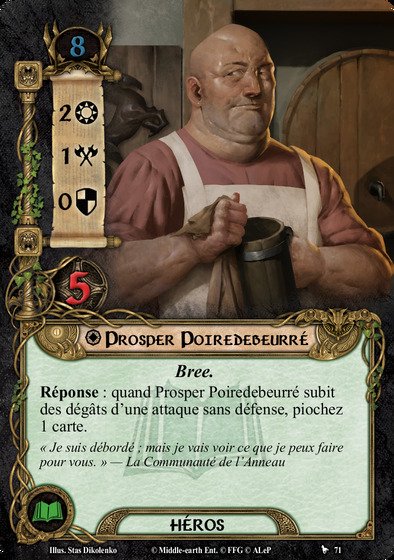 8
2
1
0
5
Prosper Poiredebeurré
Bree.
Réponse : quand Prosper Poiredebeurré subit
des dégâts d’une attaque sans défense, piochez
1 carte.
« Je suis débordé ; mais je vais voir ce que je peux faire
pour vous. » — La Communauté de l’Anneau
HÉROS
Illus. Stas Dikolenko © Middle-earth Ent. © FFG © ALeP 71